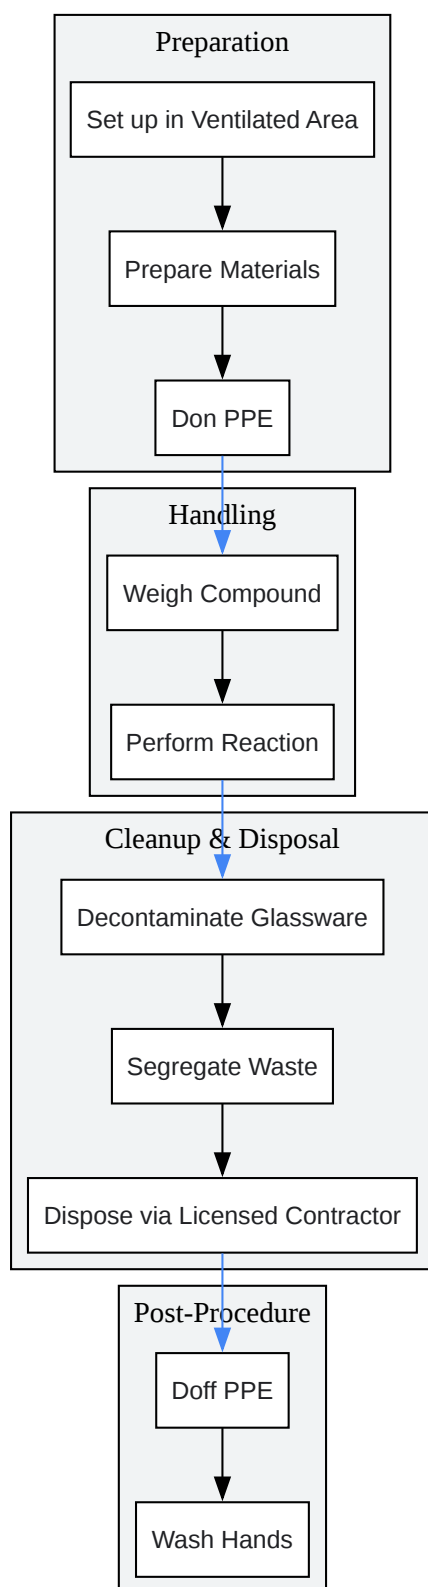 Preparation
Set up in Ventilated Area
Prepare Materials
Don PPE
Handling
Weigh Compound
Perform Reaction
Cleanup & Disposal
Decontaminate Glassware
Segregate Waste
Dispose via Licensed Contractor
Post-Procedure
Doff PPE
Wash Hands